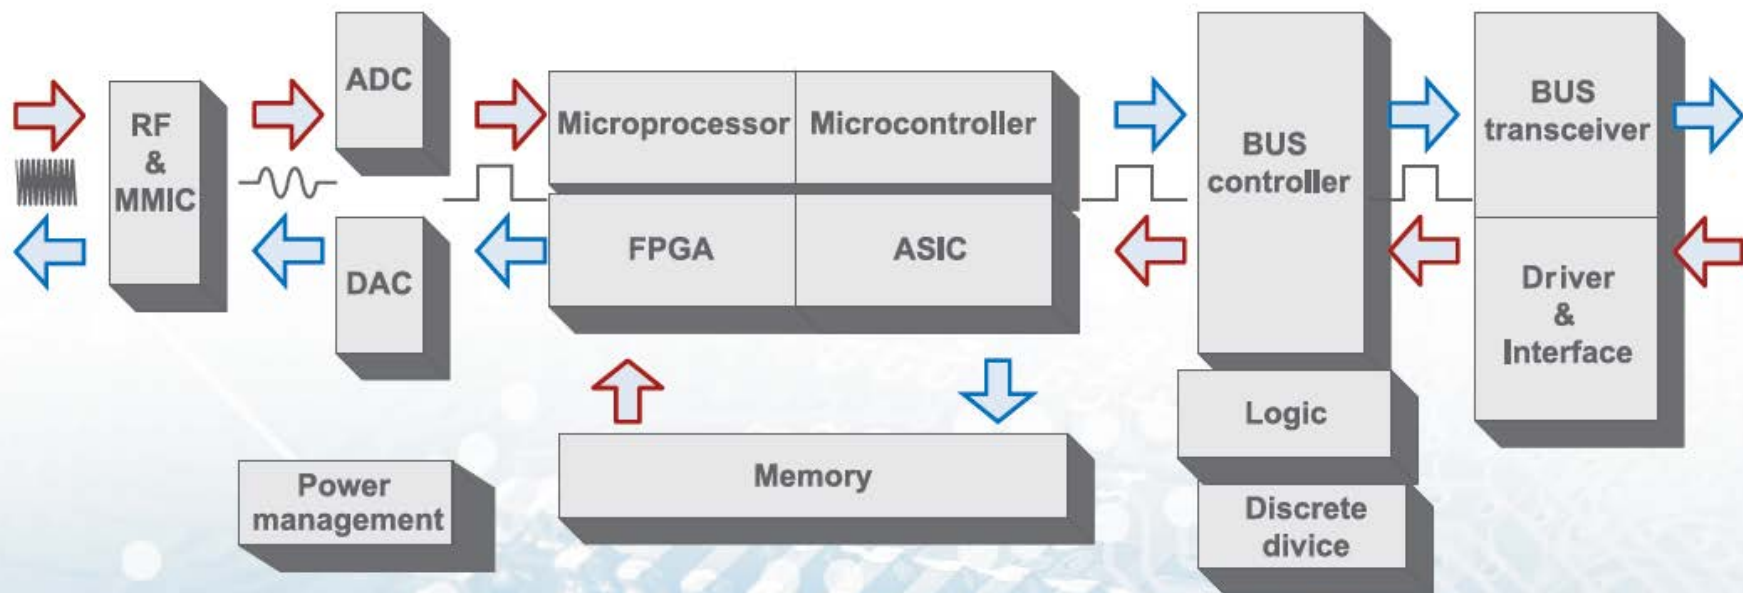 RF
&
MMIC
ADC
DAC
Microprocessor
Microcontroller
FPGA
ASIC
Memory
Power
management
BUS
controller
Logic
Discrete
divice
BUS
transceiver
Driver
&
Interface